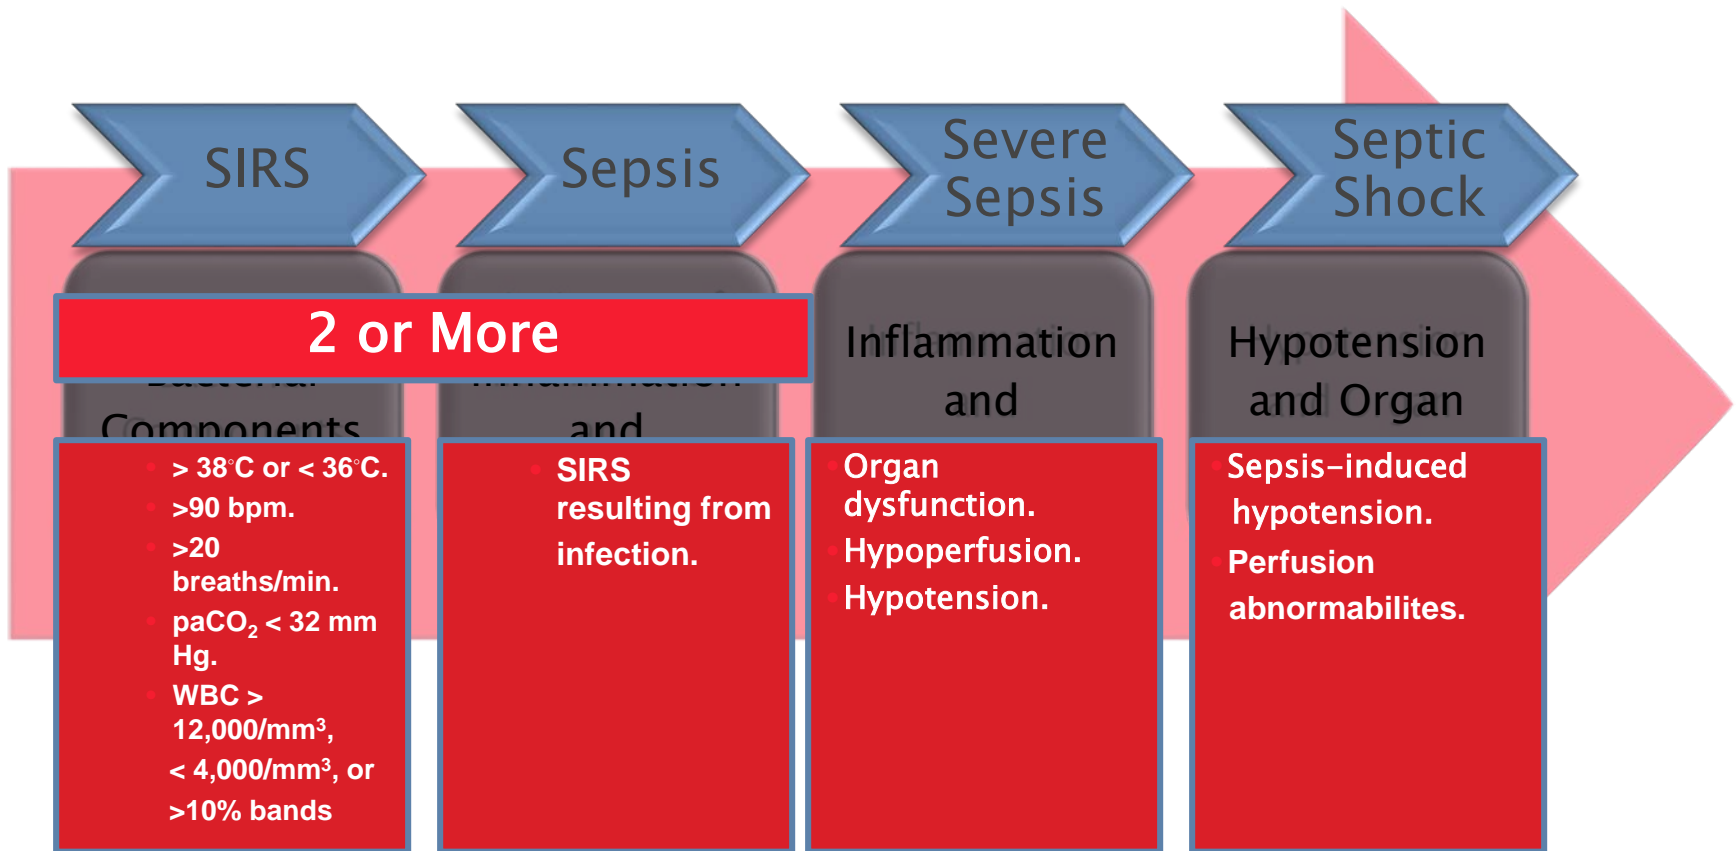 SIRS
Sepsis
Severe
Sepsis
Septic
Shock
2 or More
Components
and
Inflammation
and
Hypotension
and Organ
• > 38°C or < 36°C.
• >90 bpm.
• >20
breaths/min.
• paCO₂ < 32 mm
Hg.
• WBC >
12,000/mm³,
< 4,000/mm³, or
>10% bands
• SIRS
resulting from
infection.
• Organ
dysfunction.
• Hypoperfusion.
• Hypotension.
• Sepsis-induced
hypotension.
• Perfusion
abnormabilites.